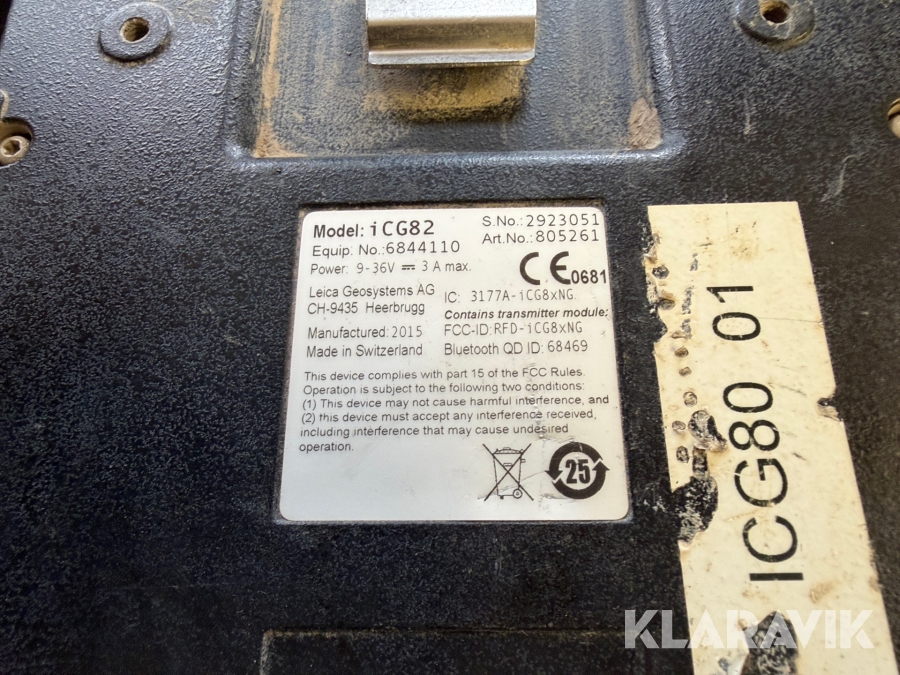 Model: iCG82
S.No.: 2923051
Equip. No.: 6844110
Art.No.: 805261
Power: 9-36V ⎓ 3 A max.
CE 0681
Leica Geosystems AG
CH-9435 Heerbrugg
IC: 3177A-iCG8xNG
Contains transmitter module:
Manufactured: 2015
FCC-ID: RFD-iCG8xNG
Made in Switzerland
Bluetooth QD ID: 68469
This device complies with part 15 of the FCC Rules.
Operation is subject to the following two conditions:
(1) This device may not cause harmful interference, and
(2) this device must accept any interference received,
including interference that may cause undesired
operation.
25
ICG80 01
KLARAVIK